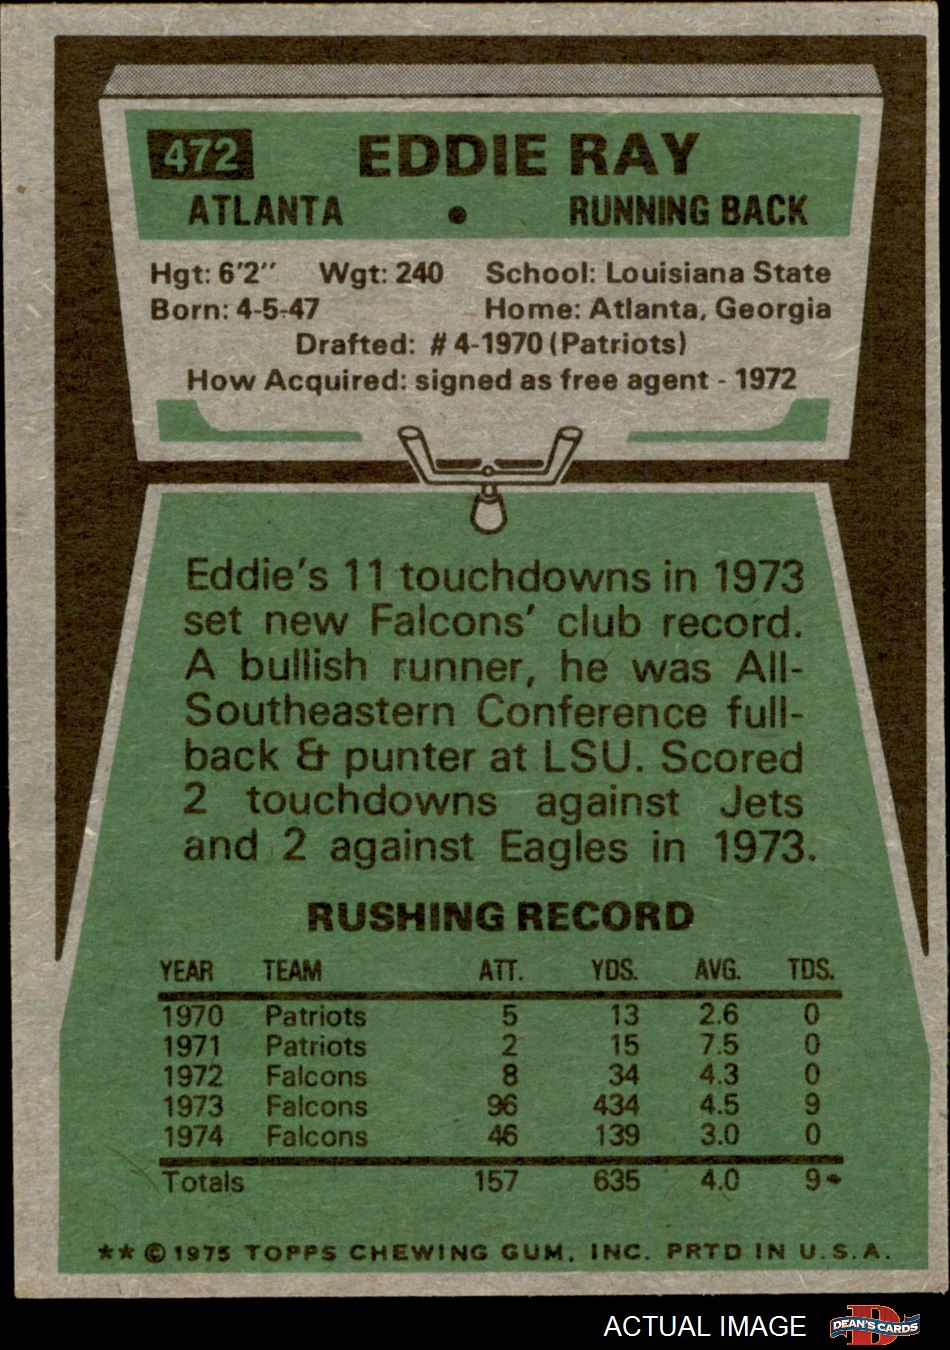 472 EDDIE RAY
ATLANTA • RUNNING BACK
Hgt: 6'2" Wgt: 240 School: Louisiana State
Born: 4-5-47 Home: Atlanta, Georgia
Drafted: #4-1970 (Patriots)
How Acquired: signed as free agent - 1972
Eddie's 11 touchdowns in 1973
set new Falcons' club record.
A bullish runner, he was All-
Southeastern Conference full-
back & punter at LSU. Scored
2 touchdowns against Jets
and 2 against Eagles in 1973.
RUSHING RECORD
YEAR TEAM ATT. YDS. AVG. TDS.
1970 Patriots 5 13 2.6 0
1971 Patriots 2 15 7.5 0
1972 Falcons 8 34 4.3 0
1973 Falcons 96 434 4.5 9
1974 Falcons 46 139 3.0 0
Totals 157 635 4.0 9
** © 1975 TOPPS CHEWING GUM, INC. PRTD IN U.S.A.
ACTUAL IMAGE D DEAN'S CARDS